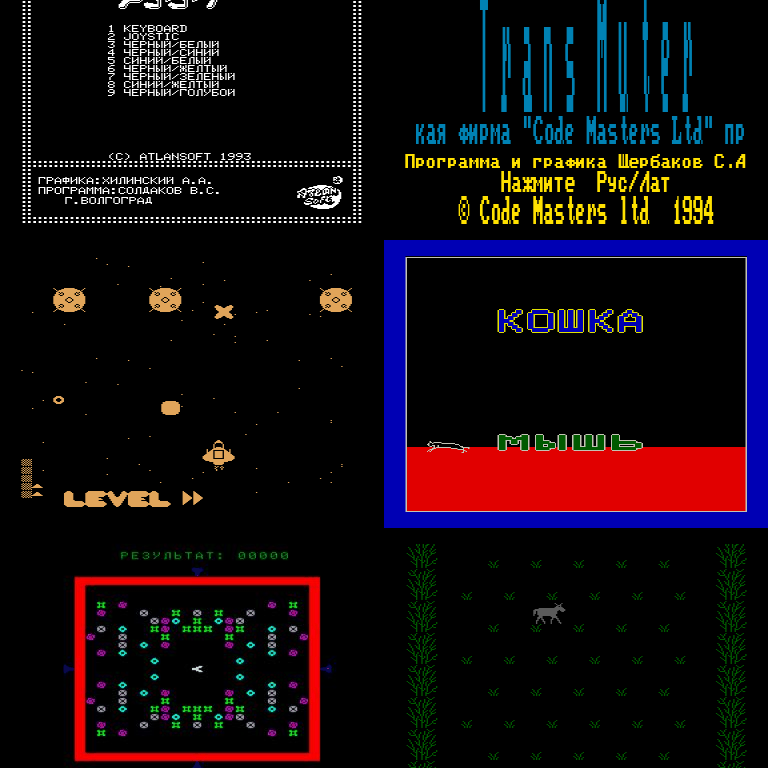 1 KEYBOARD
2 JOYSTIC
3 ЧЕРНЫЙ/БЕЛЫЙ
4 ЧЕРНЫЙ/СИНИЙ
5 СИНИЙ/БЕЛЫЙ
6 ЧЕРНЫЙ/ЖЕЛТЫЙ
7 ЧЕРНЫЙ/ЗЕЛЕНЫЙ
8 СИНИЙ/ЖЕЛТЫЙ
9 ЧЕРНЫЙ/ГОЛУБОЙ
(C) ATLANSOFT 1993
ГРАФИКА:ХИЛИНСКИЙ А.А.
ПРОГРАММА:СОЛДАКОВ В.С.
Г.ВОЛГОГРАД
Trans Muter
кая фирма "Code Masters Ltd" пр
Программа и графика Щербаков С.А
Нажмите Рус/Лат
© Code Masters ltd 1994
LEVEL
КОШКА
МЫШЬ
РЕЗУЛЬТАТ: 00000